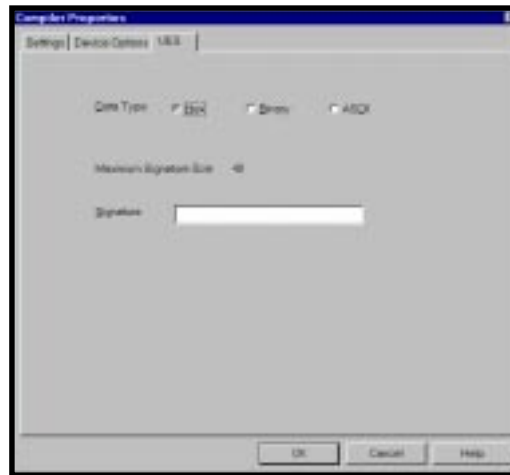 Compiler Properties
Settings Device Options UES
Data Type: Hex Binary ASCII
Maximum Signature Size
Signature:
OK Cancel Help